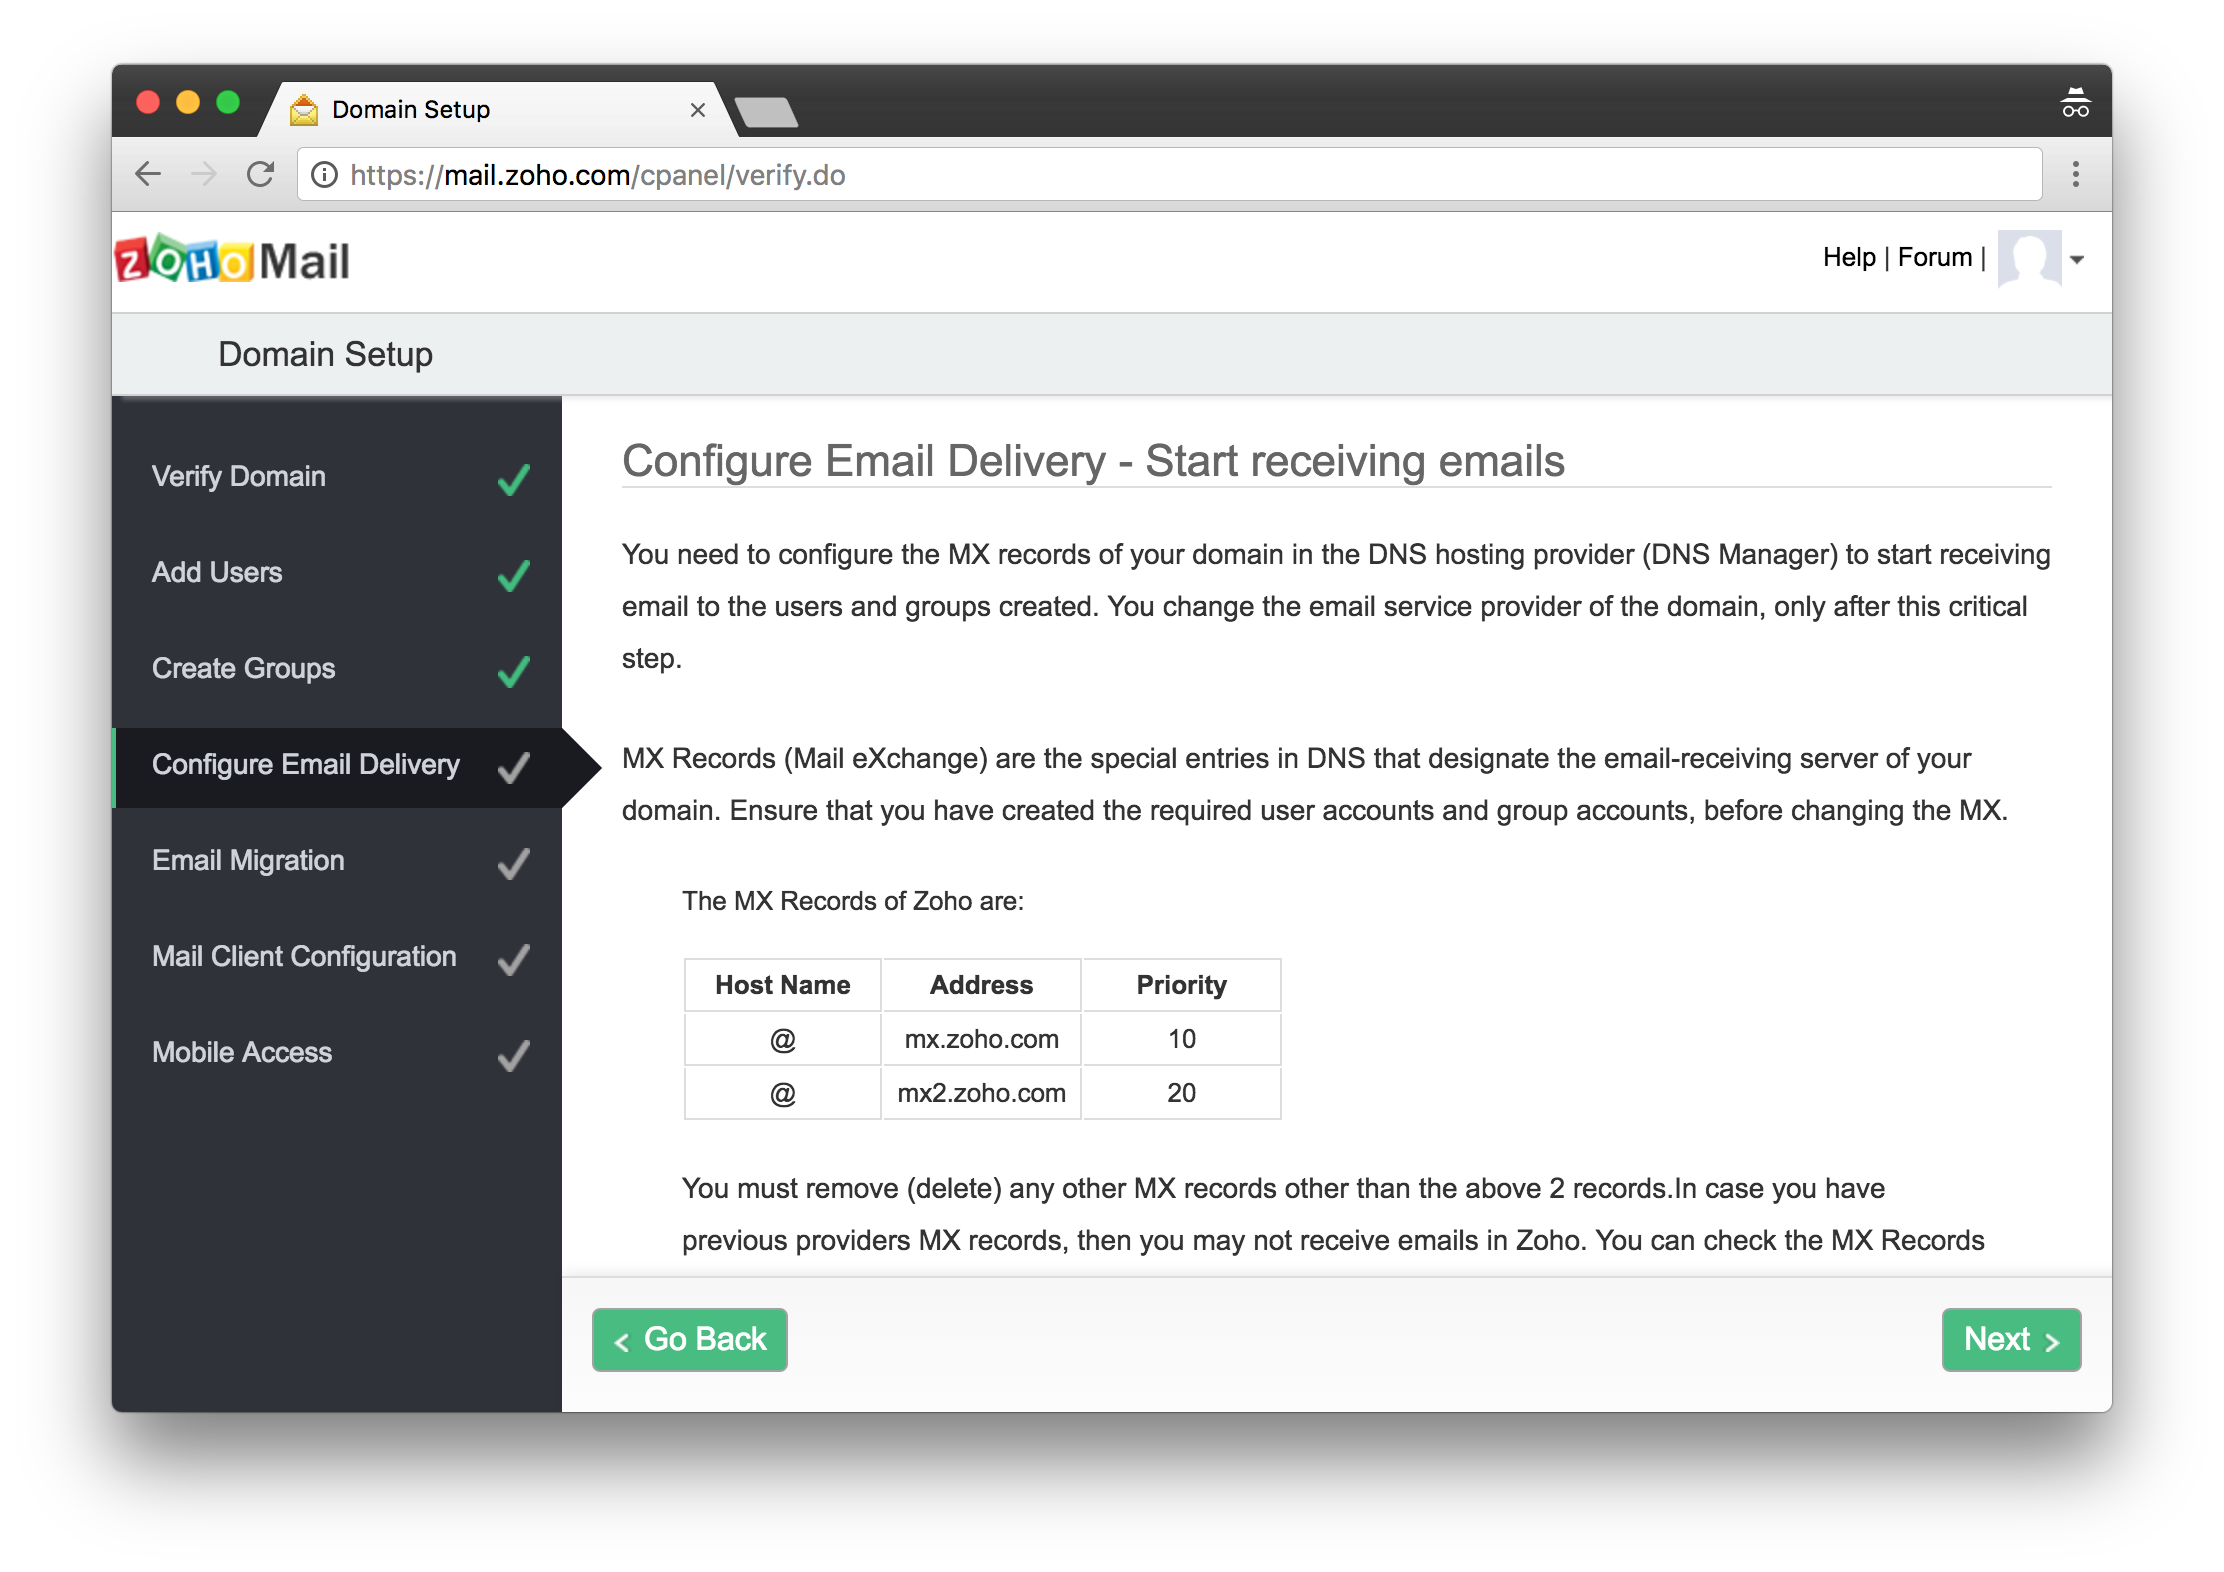 Domain Setup
https://mail.zoho.com/cpanel/verify.do
ZOHO Mail
Help | Forum |
Domain Setup
Verify Domain
Add Users
Create Groups
Configure Email Delivery
Email Migration
Mail Client Configuration
Mobile Access
Configure Email Delivery - Start receiving emails
You need to configure the MX records of your domain in the DNS hosting provider (DNS Manager) to start receiving
email to the users and groups created. You change the email service provider of the domain, only after this critical
step.
MX Records (Mail eXchange) are the special entries in DNS that designate the email-receiving server of your
domain. Ensure that you have created the required user accounts and group accounts, before changing the MX.
The MX Records of Zoho are:
Host Name Address Priority
@ mx.zoho.com 10
@ mx2.zoho.com 20
You must remove (delete) any other MX records other than the above 2 records.In case you have
previous providers MX records, then you may not receive emails in Zoho. You can check the MX Records
Go Back
Next